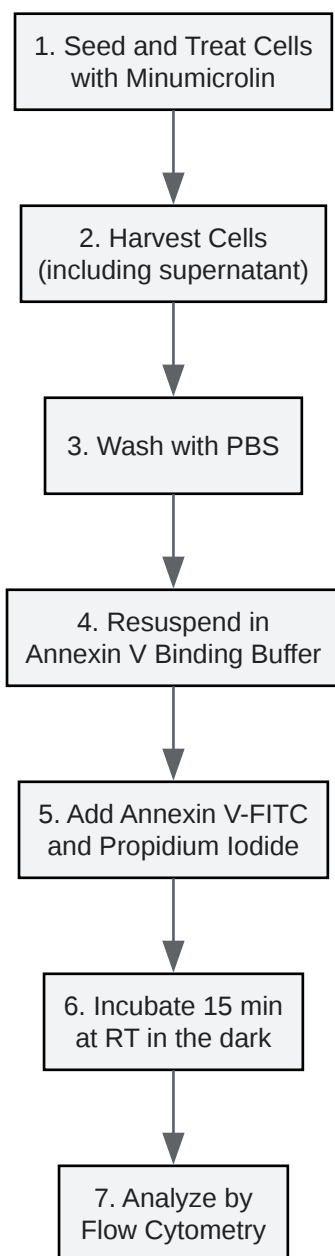 1. Seed and Treat Cells
with Minumicrolin
2. Harvest Cells
(including supernatant)
3. Wash with PBS
4. Resuspend in
Annexin V Binding Buffer
5. Add Annexin V-FITC
and Propidium Iodide
6. Incubate 15 min
at RT in the dark
7. Analyze by
Flow Cytometry